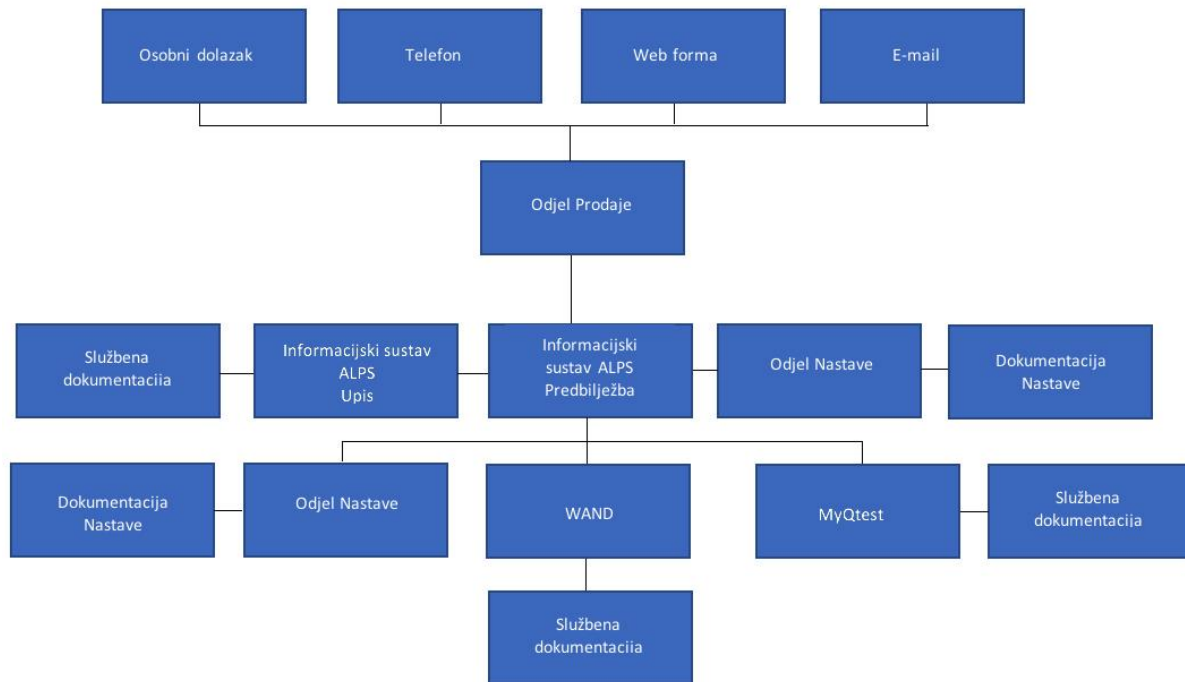 Osobni dolazak
Telefon
Web forma
E-mail
Odjel Prodaje
Službena
dokumentaciia
Informacijski sustav
ALPS
Upis
Informacijski
sustav ALPS
Predbilježba
Odjel Nastave
Dokumentacija
Nastave
Dokumentacija
Nastave
Odjel Nastave
WAND
MyQtest
Službena
dokumentacija
Službena
dokumentaciia